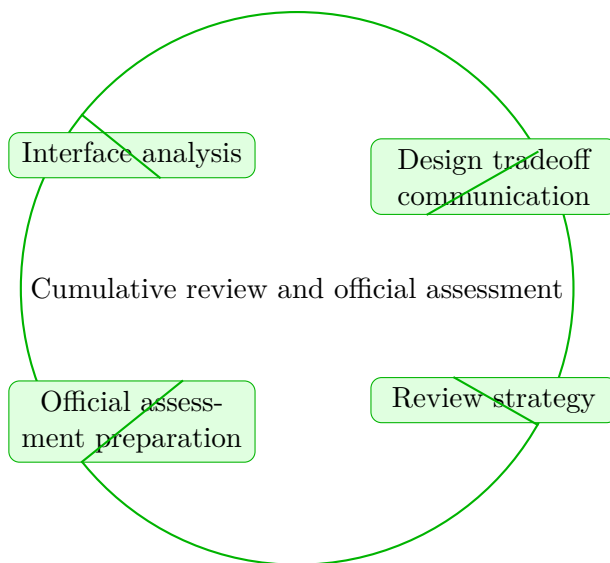 Interface analysis
Design tradeoff
communication
Cumulative review and official assessment
Official assess-
ment preparation
Review strategy